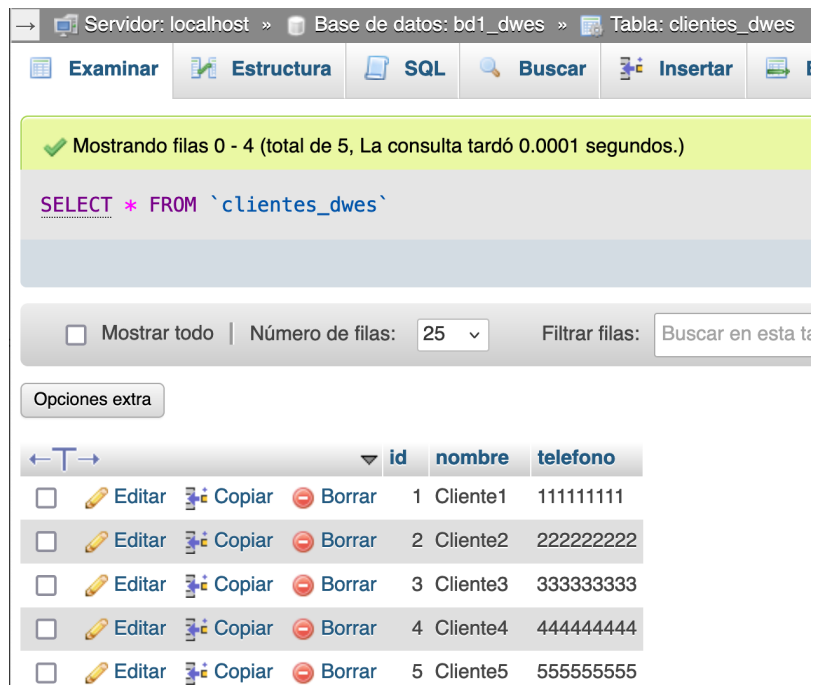 Servidor: localhost » Base de datos: bd1_dwes » Tabla: clientes_dwes
Examinar Estructura SQL Buscar Insertar
Mostrando filas 0 - 4 (total de 5, La consulta tardó 0.0001 segundos.)
SELECT * FROM `clientes_dwes`
Mostrar todo | Número de filas: 25 Filtrar filas: Buscar en esta
Opciones extra
←T→ id nombre telefono
Editar Copiar Borrar 1 Cliente1 111111111
Editar Copiar Borrar 2 Cliente2 222222222
Editar Copiar Borrar 3 Cliente3 333333333
Editar Copiar Borrar 4 Cliente4 444444444
Editar Copiar Borrar 5 Cliente5 555555555